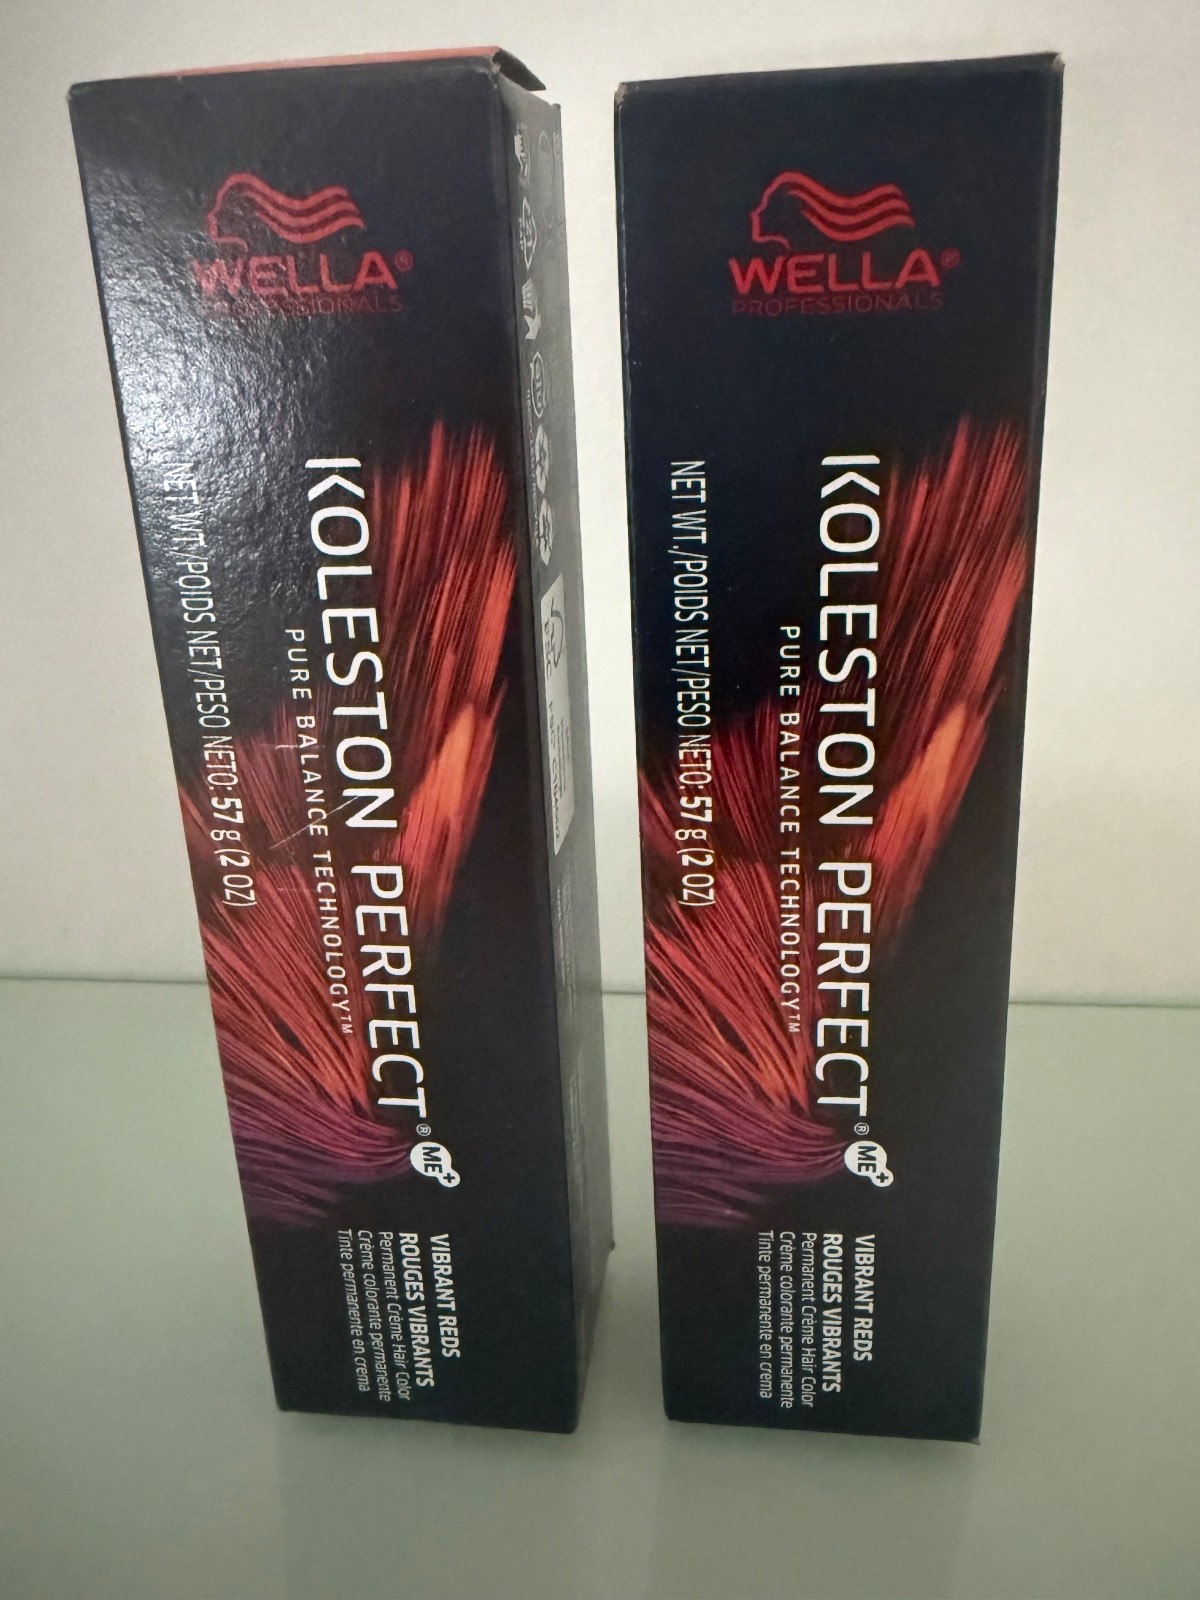 WELLA®
PROFESSIONALS
KOLESTON PERFECT® ME+
PURE BALANCE TECHNOLOGY™
NET WT./POIDS NET/PESO NETO: 57 g (2 OZ)
VIBRANT REDS
ROUGES VIBRANTS
Permanent Crème Hair Color
Crème colorante permanente
Tinte permanente en crema
WELLA®
PROFESSIONALS
KOLESTON PERFECT® ME+
PURE BALANCE TECHNOLOGY™
NET WT./POIDS NET/PESO NETO: 57 g (2 OZ)
VIBRANT REDS
ROUGES VIBRANTS
Permanent Crème Hair Color
Crème colorante permanente
Tinte permanente en crema